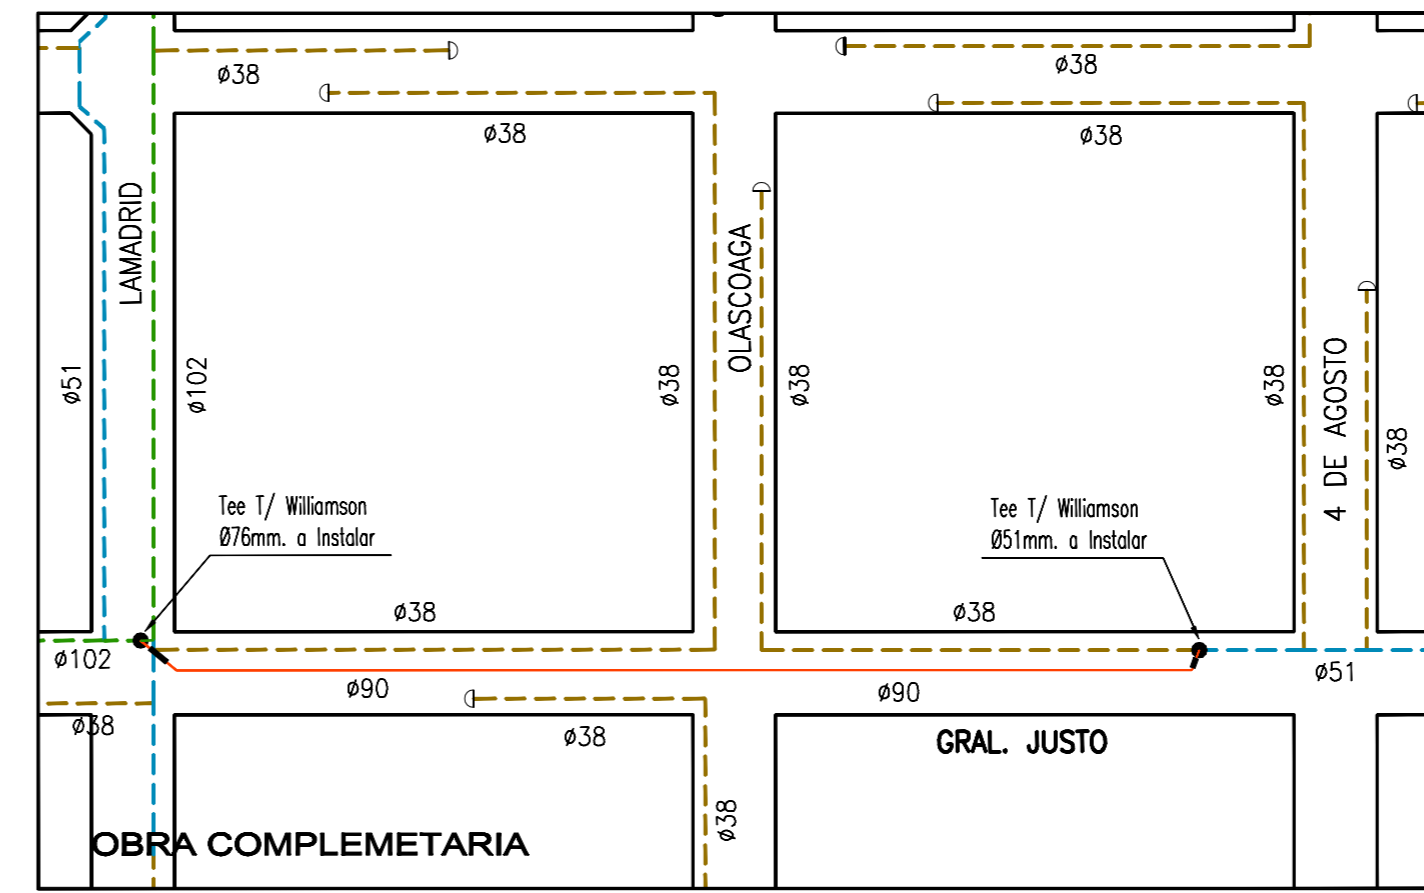 ø38
ø38
ø38
ø38
LAMADRID
OLASCOAGA
4 DE AGOSTO
ø51
ø102
ø38
ø38
ø38
ø38
Tee T/ Williamson
Ø76mm. a Instalar
Tee T/ Williamson
Ø51mm. a Instalar
ø38
ø38
ø102
ø51
ø90
ø90
ø38
ø38
GRAL. JUSTO
ø38
OBRA COMPLEMETARIA